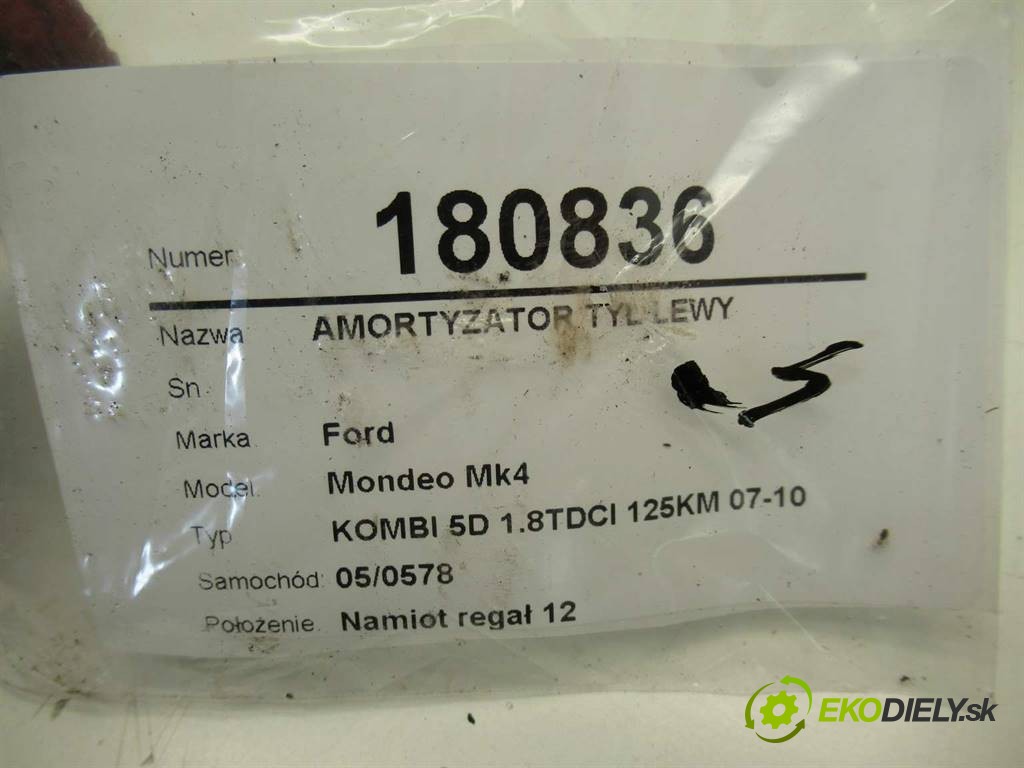 Numer 180836
Nazwa AMORTYZATOR TYL LEWY
Sn
Marka Ford
Model Mondeo Mk4
Typ KOMBI 5D 1.8TDCI 125KM 07-10
Samochód: 05/0578
Położenie. Namiot regał 12
EKODIELY.sk